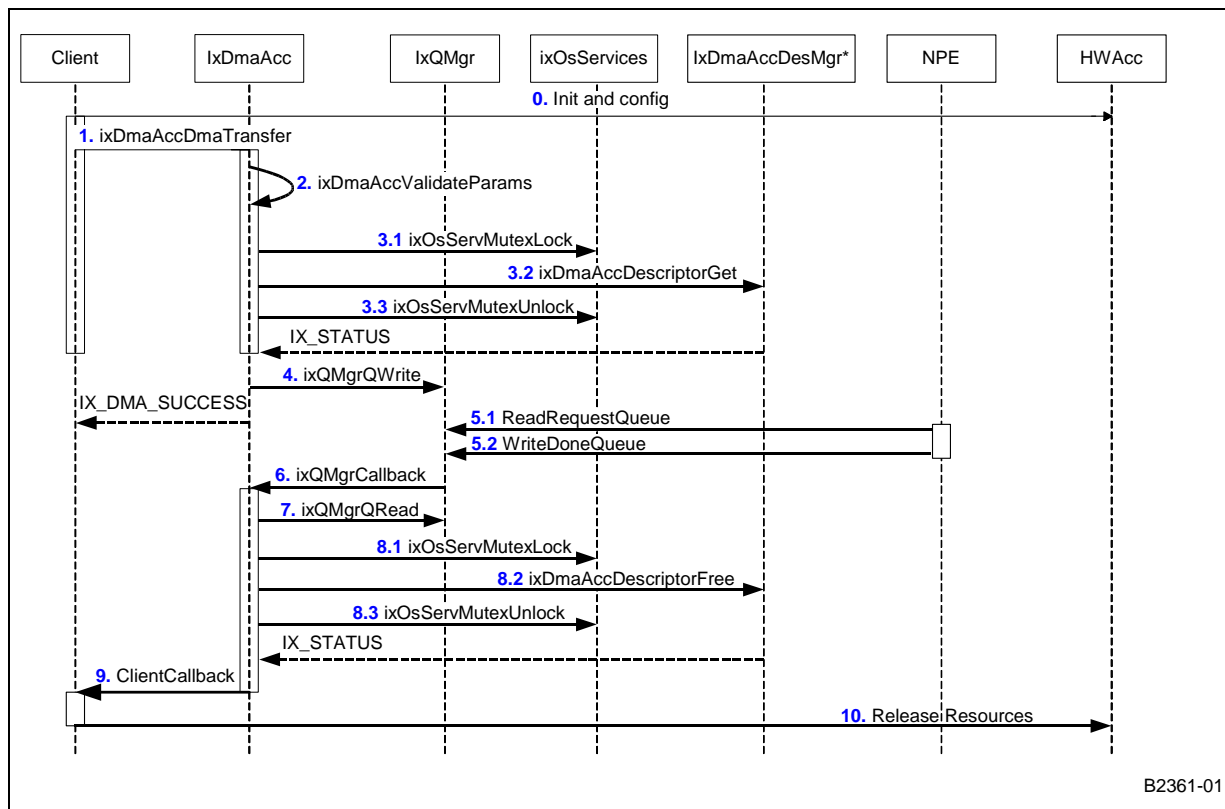 Client IxDmaAcc IxQMgr ixOsServices IxDmaAccDesMgr* NPE HWAcc
0. Init and config
1. ixDmaAccDmaTransfer
2. ixDmaAccValidateParams
3.1 ixOsServMutexLock
3.2 ixDmaAccDescriptorGet
3.3 ixOsServMutexUnlock
IX_STATUS
4. ixQMgrQWrite
IX_DMA_SUCCESS
5.1 ReadRequestQueue
5.2 WriteDoneQueue
6. ixQMgrCallback
7. ixQMgrQRead
8.1 ixOsServMutexLock
8.2 ixDmaAccDescriptorFree
8.3 ixOsServMutexUnlock
IX_STATUS
9. ClientCallback
10. Release Resources
B2361-01